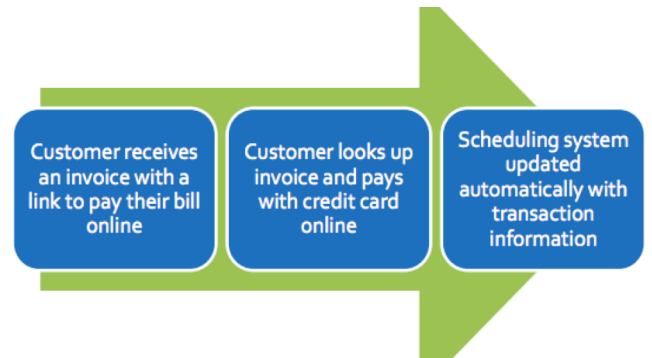 Customer receives
an invoice with a
link to pay their bill
online
Customer looks up
invoice and pays
with credit card
online
Scheduling system
updated
automatically with
transaction
information